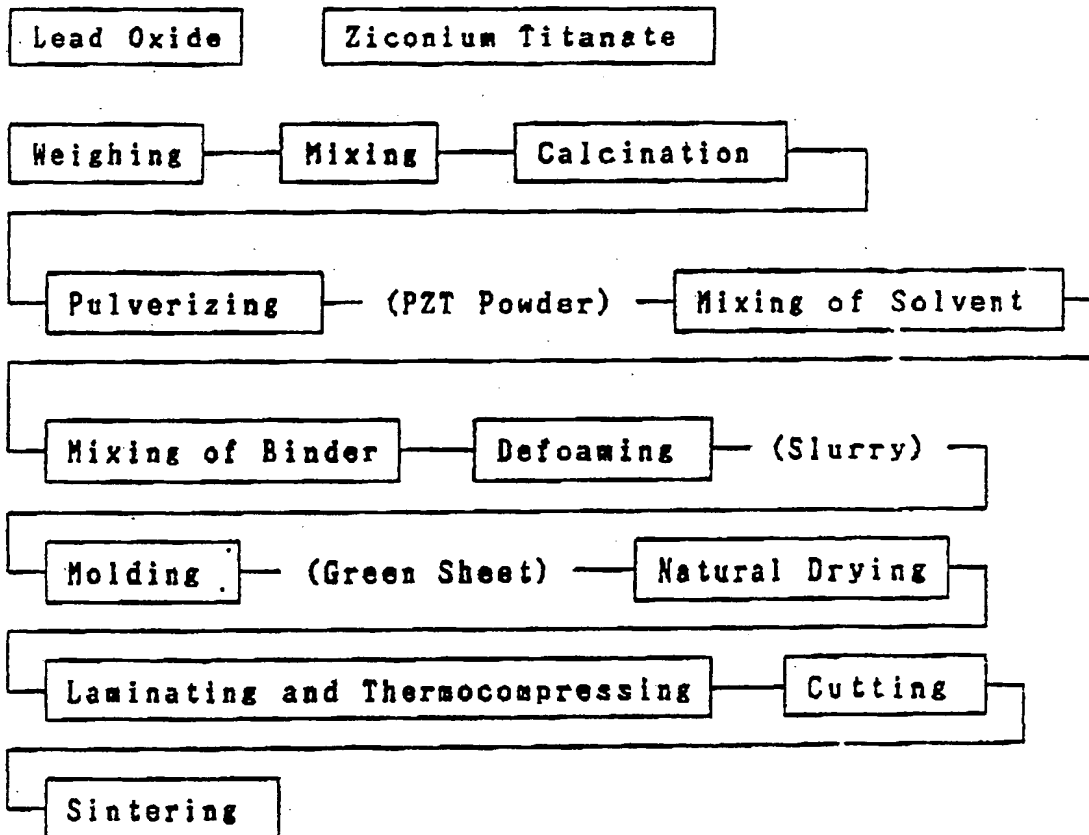 Lead Oxide Ziconium Titanate
Weighing Mixing Calcination
Pulverizing (PZT Powder) Mixing of Solvent
Mixing of Binder Defoaming (Slurry)
Molding (Green Sheet) Natural Drying
Laminating and Thermocompressing Cutting
Sintering